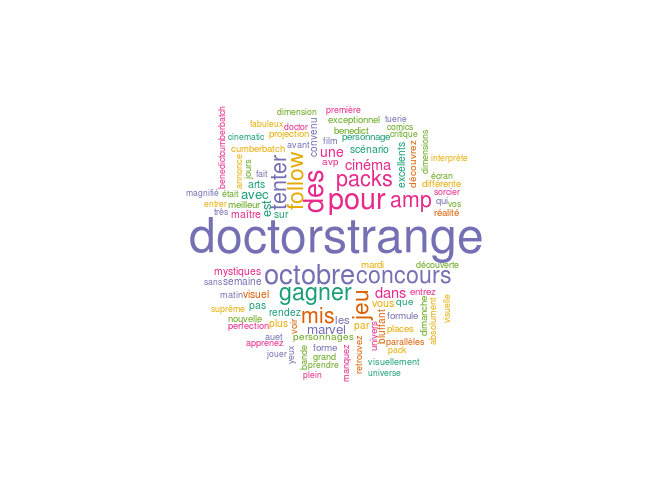 dimension première
fabuleux doctor exceptionnel tuerie
cinematic projection convenu benedict personnage comics critique
benedictcumberbatch cumberbatch avant film scénario dimensions
annonce jours fait tenter follow une avp cinéma excellents découvrez interprète
écran
magnifié était arts avec est des packs différente
entrer meilleur pour amp qui sorcier vos
très maître sur réalité
doctorstrange
mystiques octobre concours mardi découverte
sans semaine gagner dans entrez
matin visuel pas jeu vous que
suprême rendez mis les bluffant formule absolument visuelle
nouvelle plus voir marvel par places dimanche
perfection auet personnages univers parallèles
apprenez pack
jouer yeux bande forme grand manquez retrouvez visuellement
prendre
plein universe